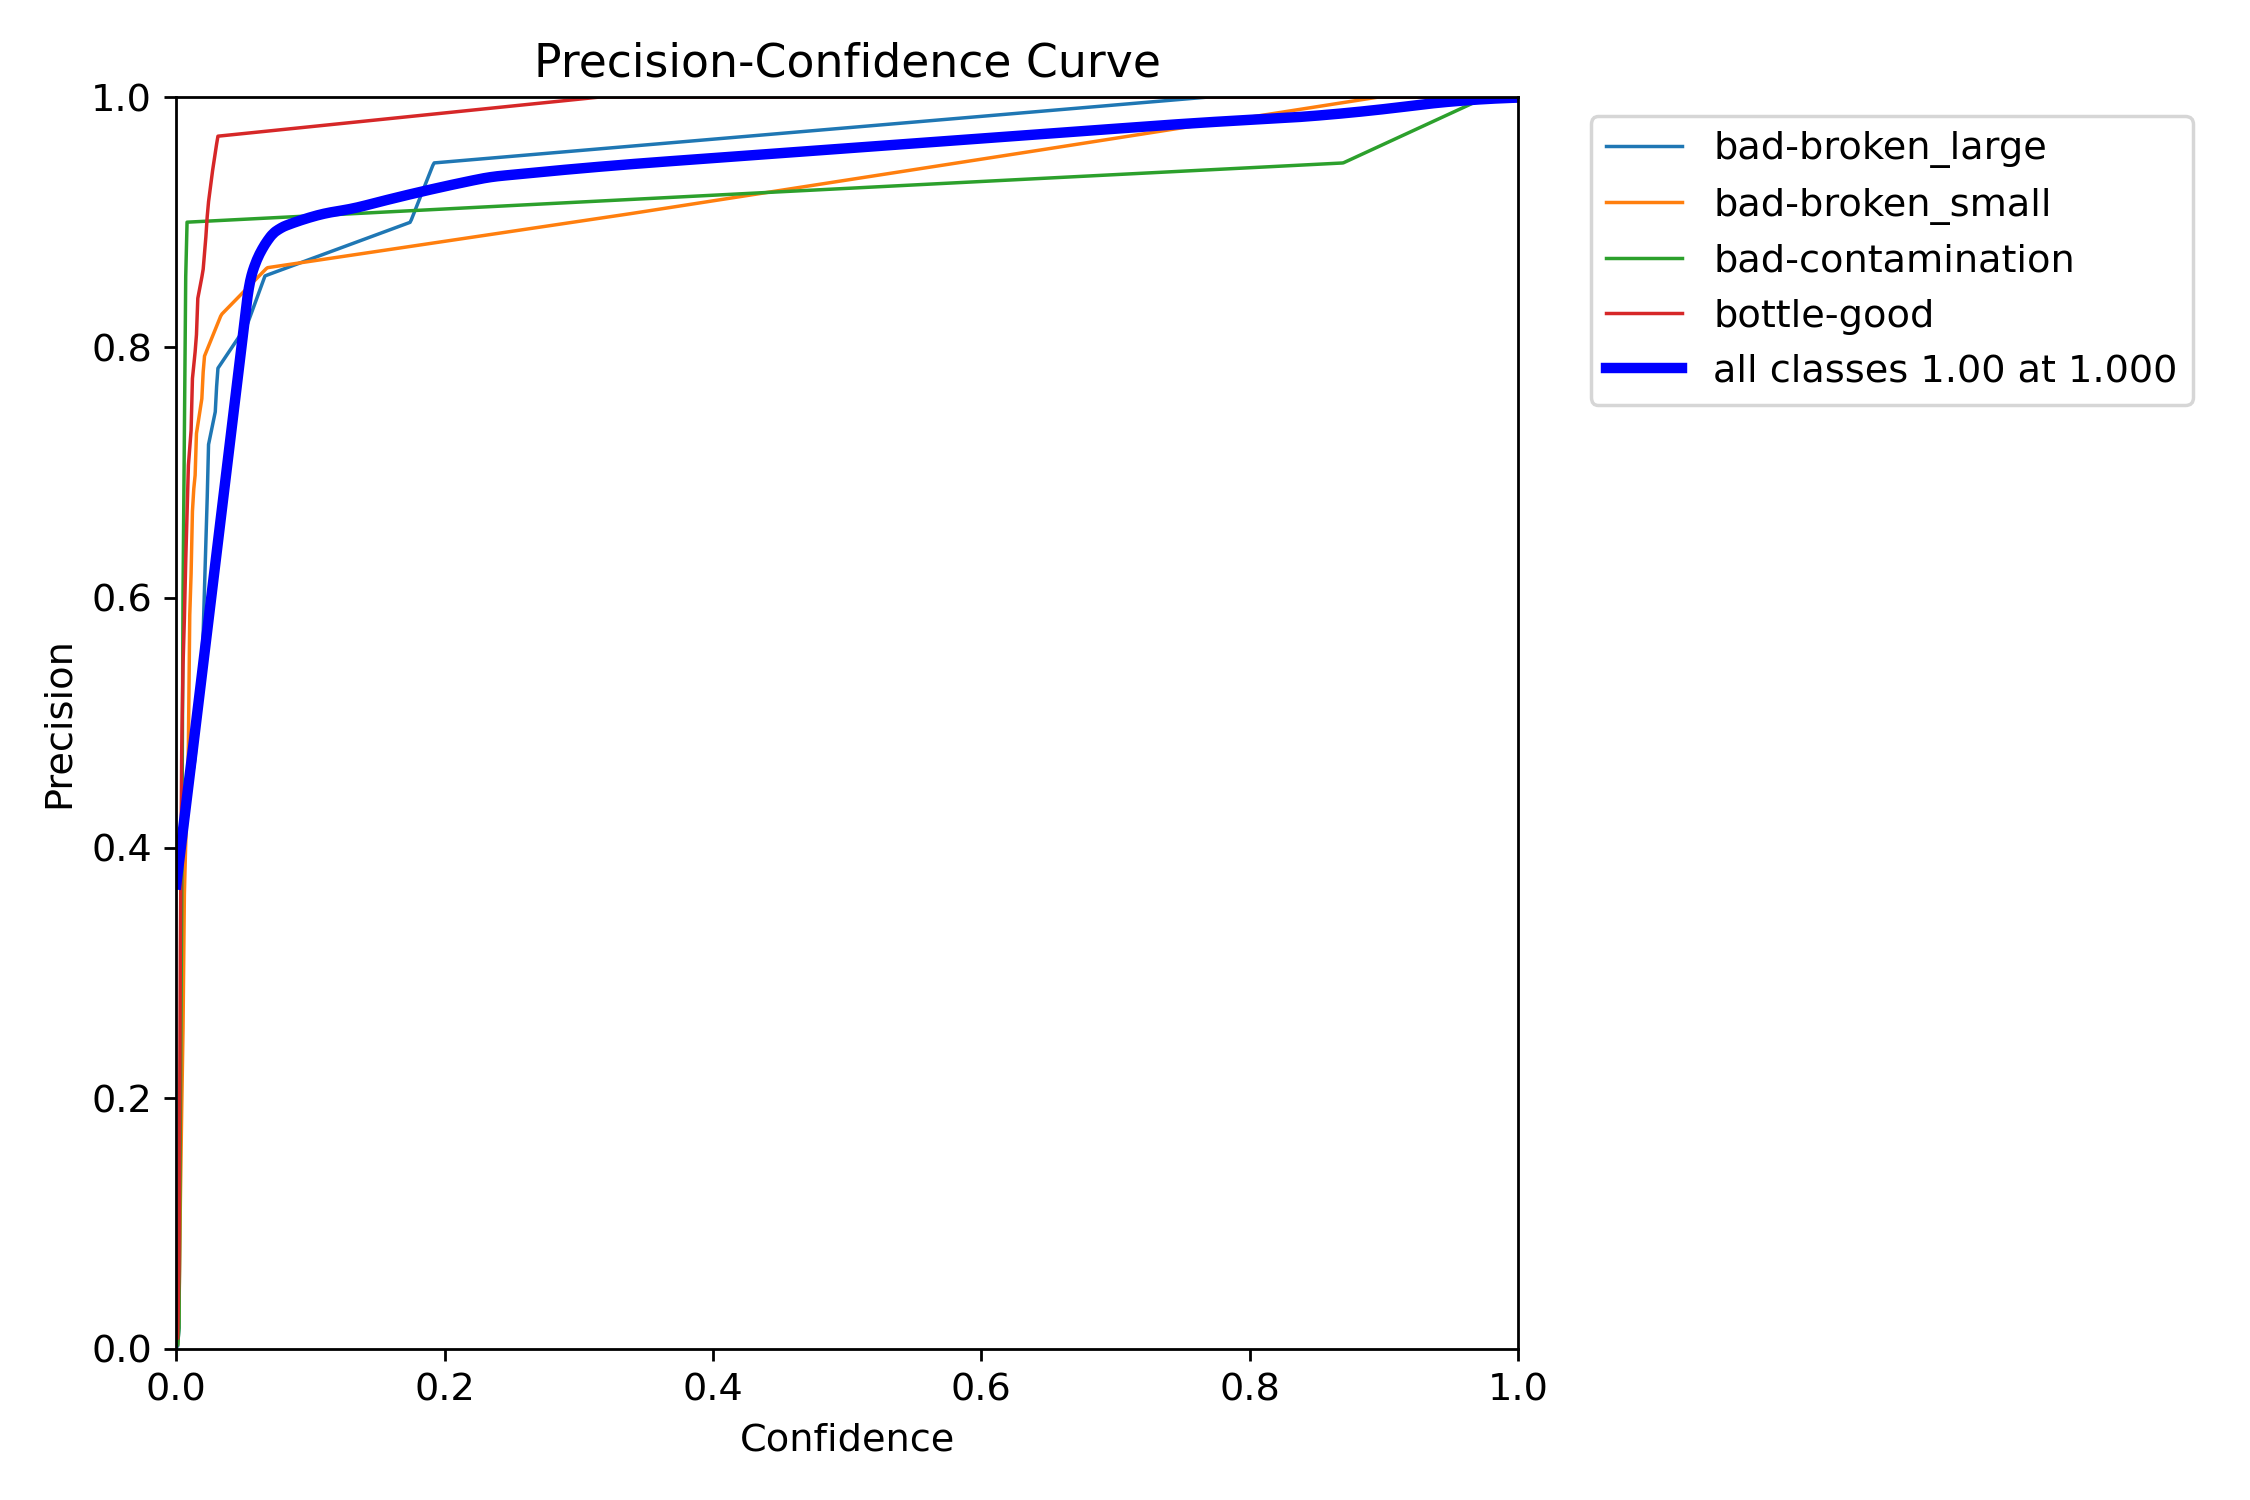 Precision-Confidence Curve
1.0
0.8
0.6
0.4
0.2
0.0
Precision
0.0 0.2 0.4 0.6 0.8 1.0
Confidence
bad-broken_large
bad-broken_small
bad-contamination
bottle-good
all classes 1.00 at 1.000